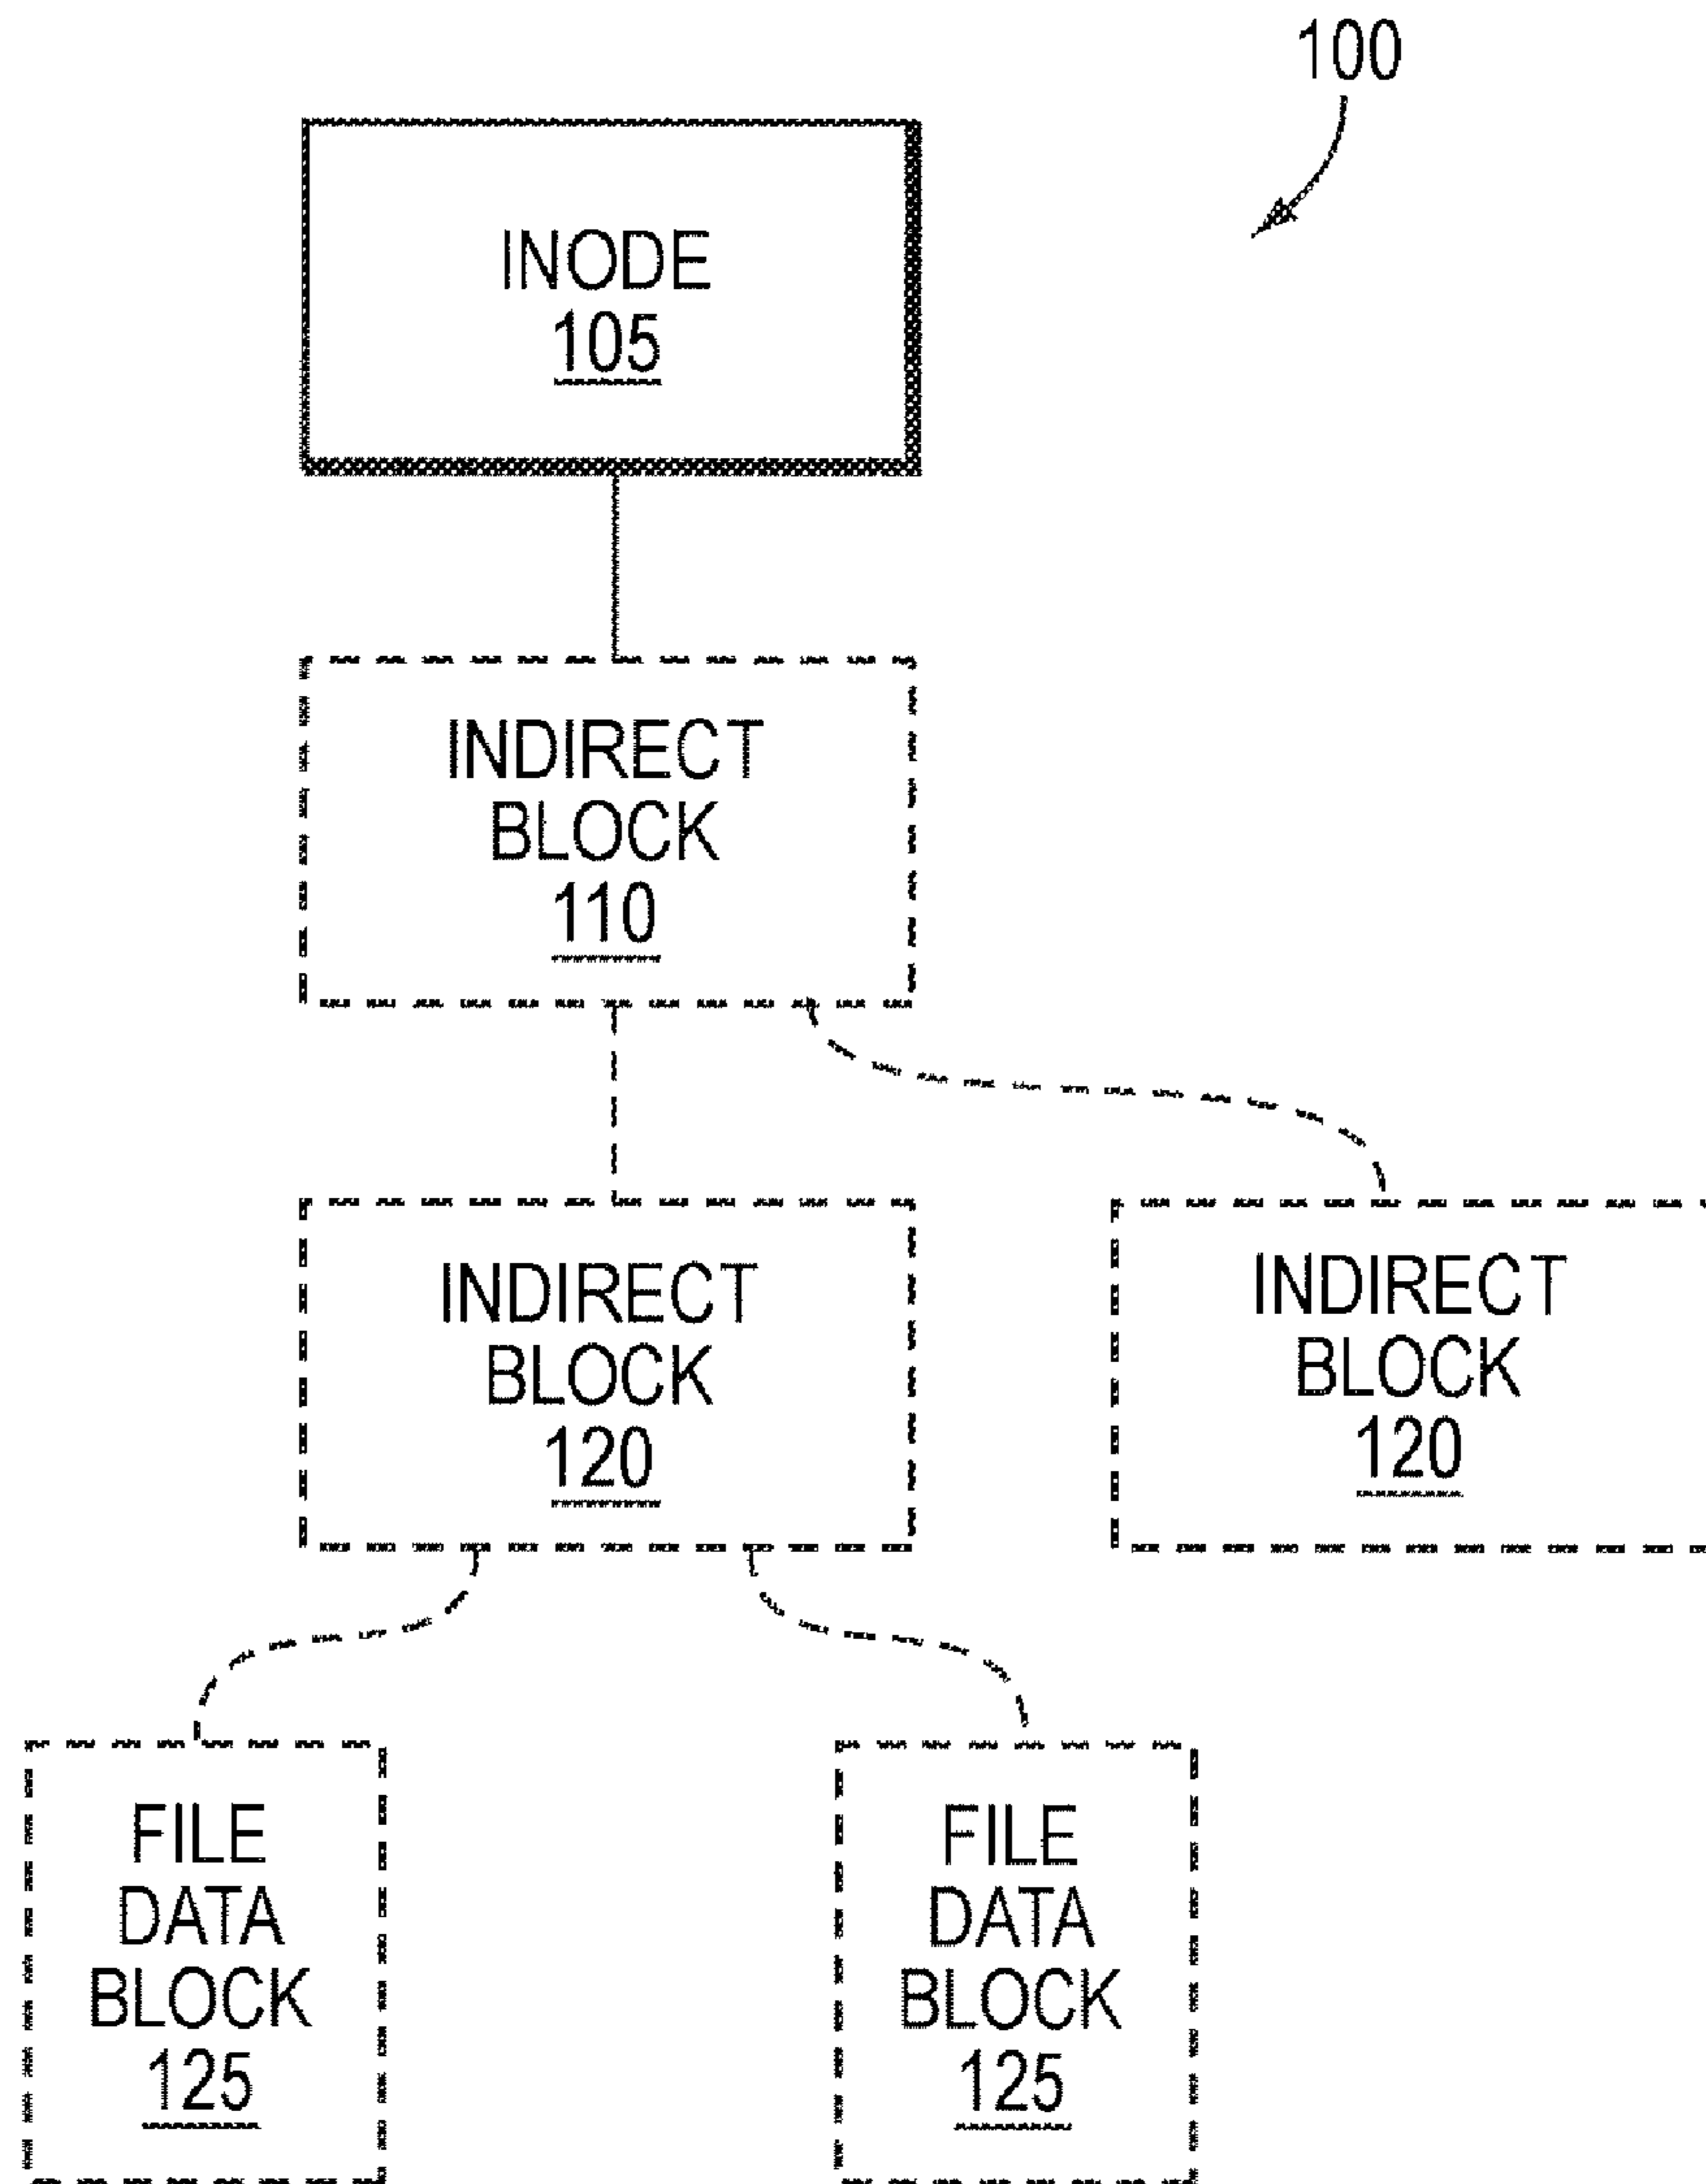 100
INODE
105
INDIRECT
BLOCK
110
INDIRECT
BLOCK
120
INDIRECT
BLOCK
120
FILE
DATA
BLOCK
125
FILE
DATA
BLOCK
125